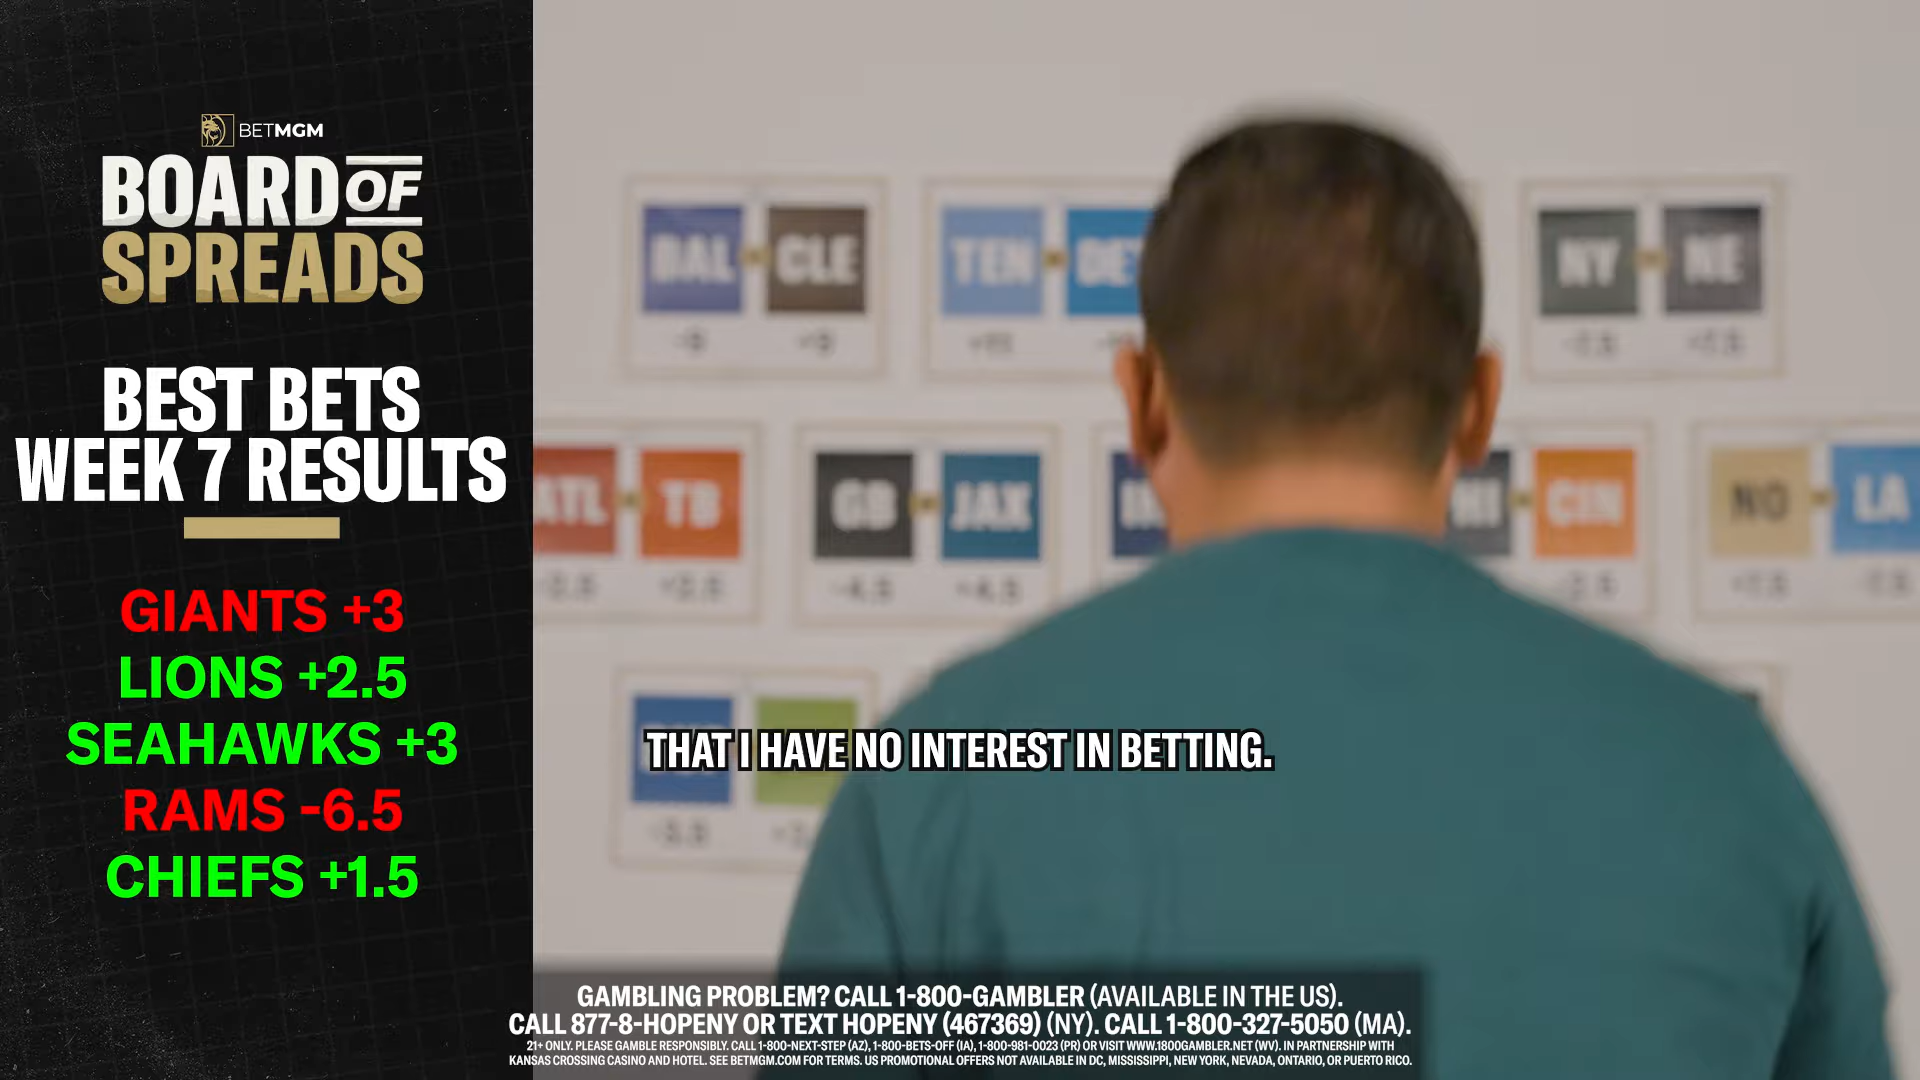 BETMGM
BOARD OF
SPREADS
BEST BETS
WEEK 7 RESULTS
GIANTS +3
LIONS +2.5
SEAHAWKS +3
RAMS -6.5
CHIEFS +1.5
BAL CLE
TEN
NY NE
ATL TB
GB JAX
CIN
NO LA
-4.5 +4.5
THAT I HAVE NO INTEREST IN BETTING.
GAMBLING PROBLEM? CALL 1-800-GAMBLER (AVAILABLE IN THE US).
CALL 877-8-HOPENY OR TEXT HOPENY (467369) (NY). CALL 1-800-327-5050 (MA).
21+ ONLY. PLEASE GAMBLE RESPONSIBLY. CALL 1-800-NEXT-STEP (AZ), 1-800-BETS-OFF (IA), 1-800-981-0023 (PR) OR VISIT WWW.1800GAMBLER.NET (WV). IN PARTNERSHIP WITH
KANSAS CROSSING CASINO AND HOTEL. SEE BETMGM.COM FOR TERMS. US PROMOTIONAL OFFERS NOT AVAILABLE IN DC, MISSISSIPPI, NEW YORK, NEVADA, ONTARIO, OR PUERTO RICO.